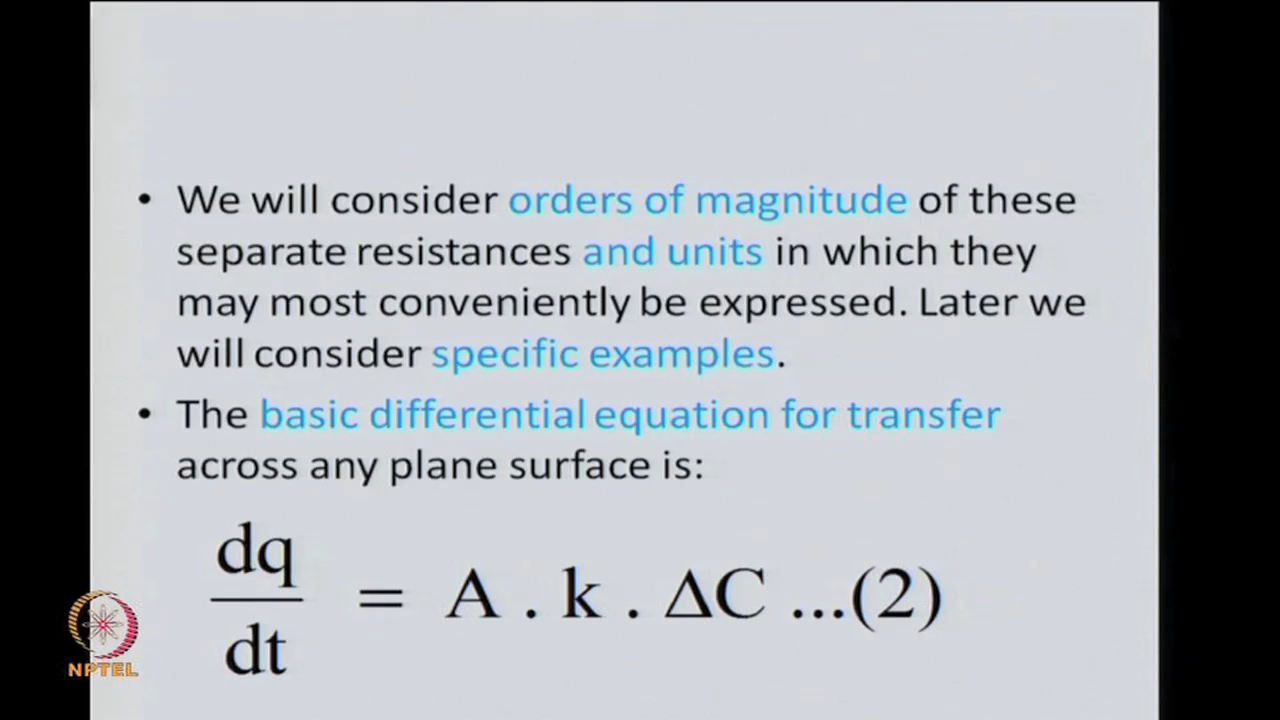 • We will consider orders of magnitude of these
separate resistances and units in which they
may most conveniently be expressed. Later we
will consider specific examples.
• The basic differential equation for transfer
across any plane surface is:
dq
dt
= A . k . ΔC ...(2)
NPTEL